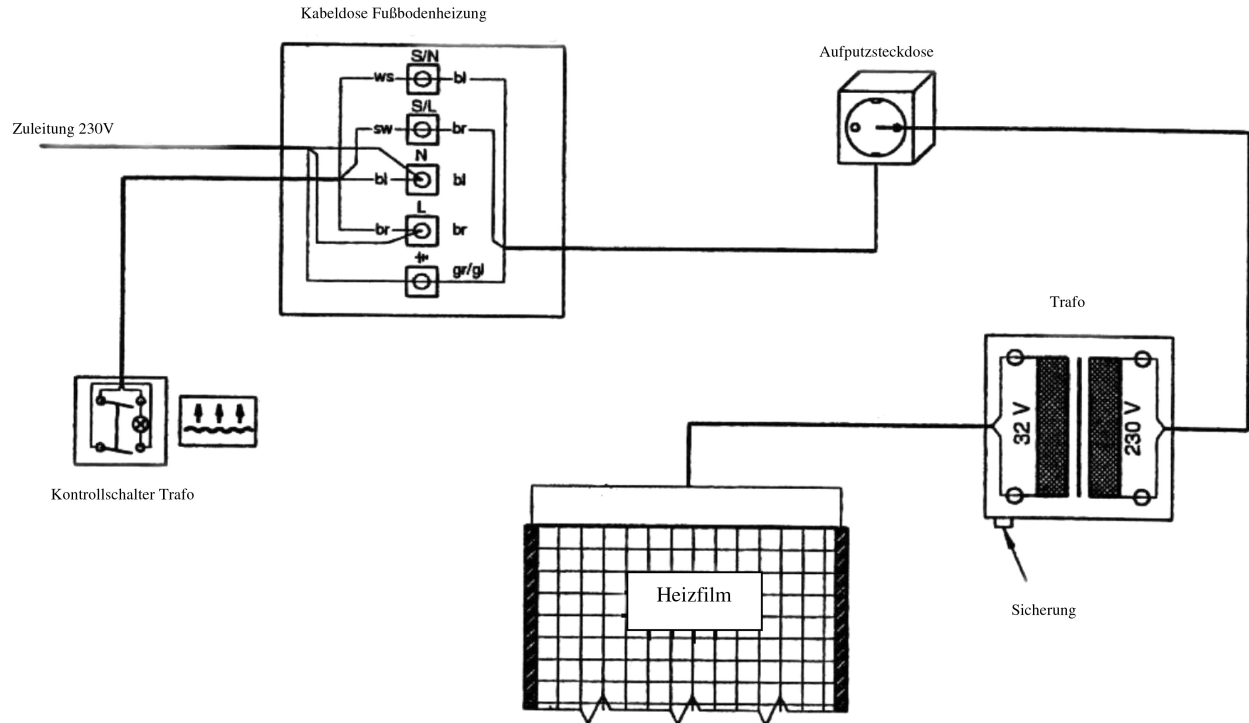 Kabeldose Fußbodenheizung
Aufputzsteckdose
Zuleitung 230V
S/N
ws bl
S/L
sw br
N
bl bl
L
br br
gr/gl
Trafo
32 V
230 V
Kontrollschalter Trafo
Heizfilm
Sicherung